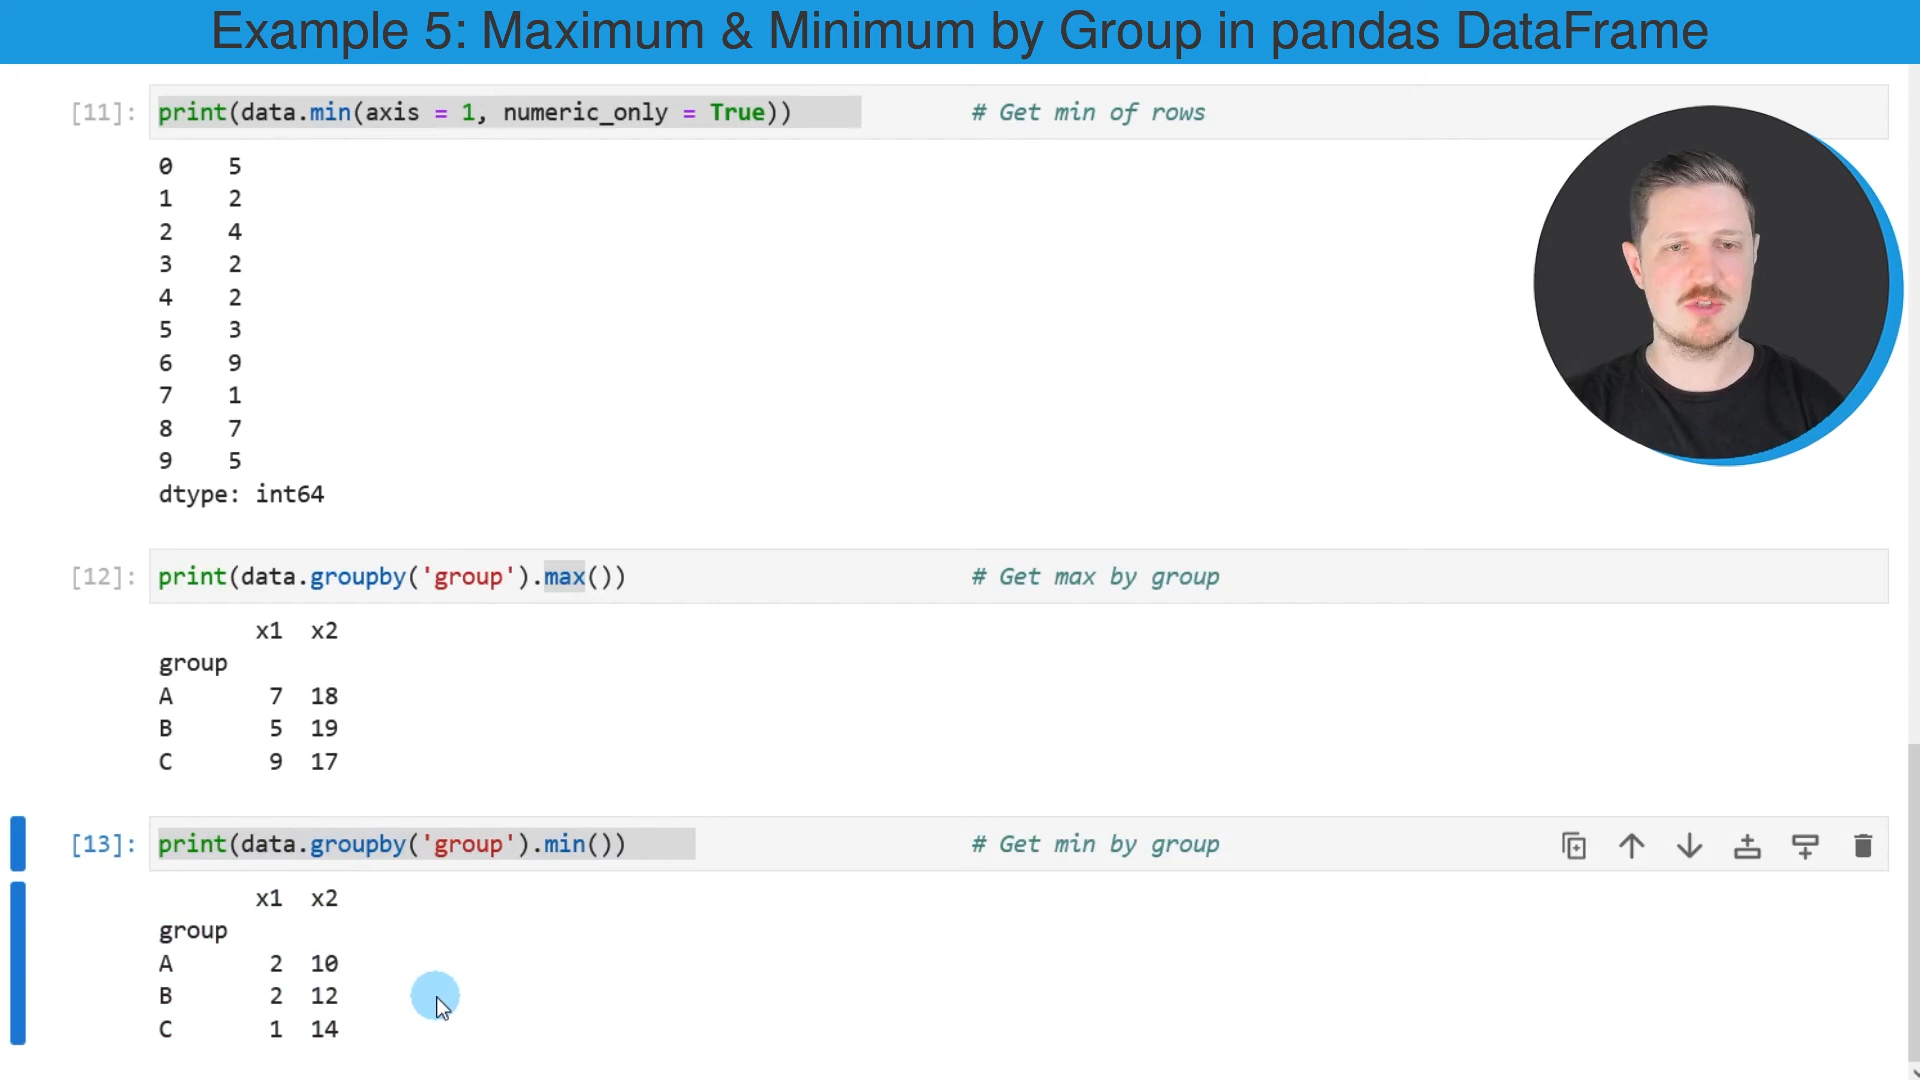 Example 5: Maximum & Minimum by Group in pandas DataFrame
[11]: print(data.min(axis = 1, numeric_only = True)) # Get min of rows
0 5
1 2
2 4
3 2
4 2
5 3
6 9
7 1
8 7
9 5
dtype: int64
[12]: print(data.groupby('group').max()) # Get max by group
x1 x2
group
A 7 18
B 5 19
C 9 17
[13]: print(data.groupby('group').min()) # Get min by group
x1 x2
group
A 2 10
B 2 12
C 1 14